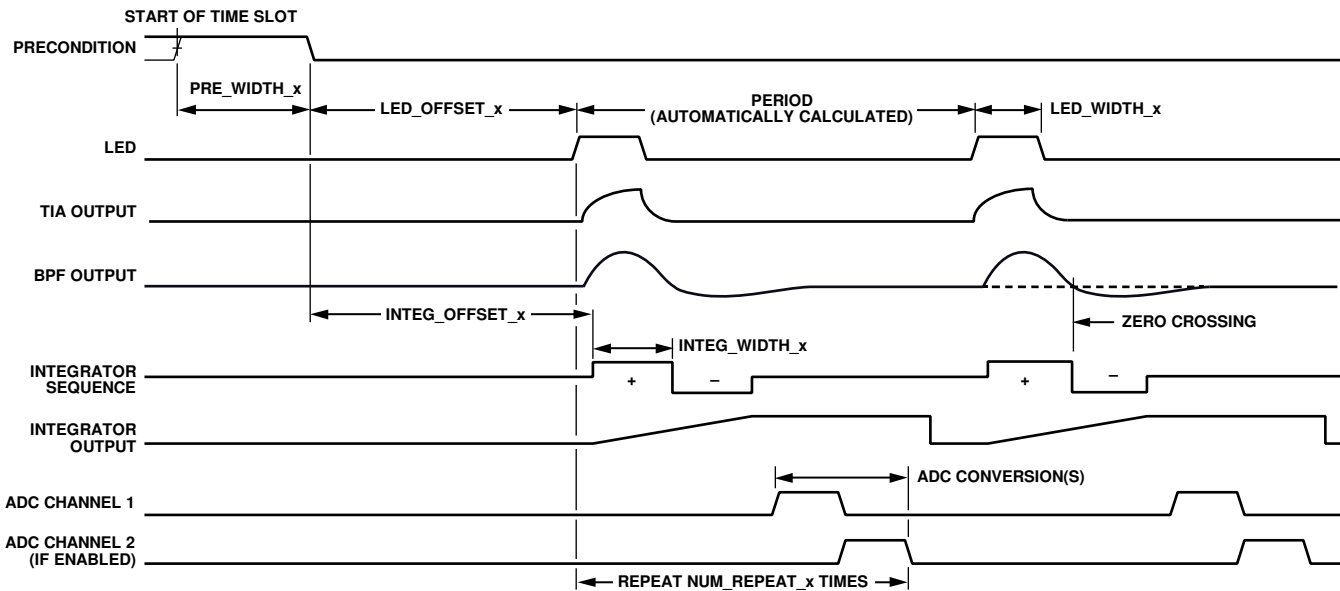 START OF TIME SLOT
PRECONDITION
PRE_WIDTH_x
LED_OFFSET_x
PERIOD
(AUTOMATICALLY CALCULATED)
LED_WIDTH_x
LED
TIA OUTPUT
BPF OUTPUT
INTEG_OFFSET_x
ZERO CROSSING
INTEG_WIDTH_x
INTEGRATOR
SEQUENCE
+
–
+
–
INTEGRATOR
OUTPUT
ADC CONVERSION(S)
ADC CHANNEL 1
ADC CHANNEL 2
(IF ENABLED)
REPEAT NUM_REPEAT_x TIMES